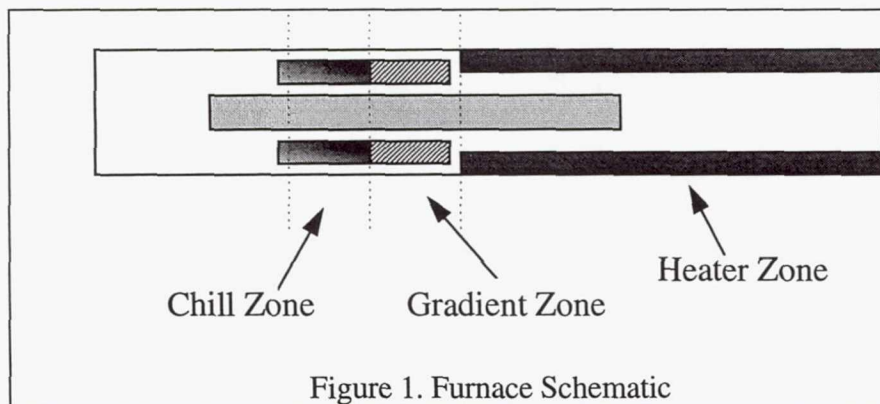 Chill Zone
Gradient Zone
Heater Zone
Figure 1. Furnace Schematic